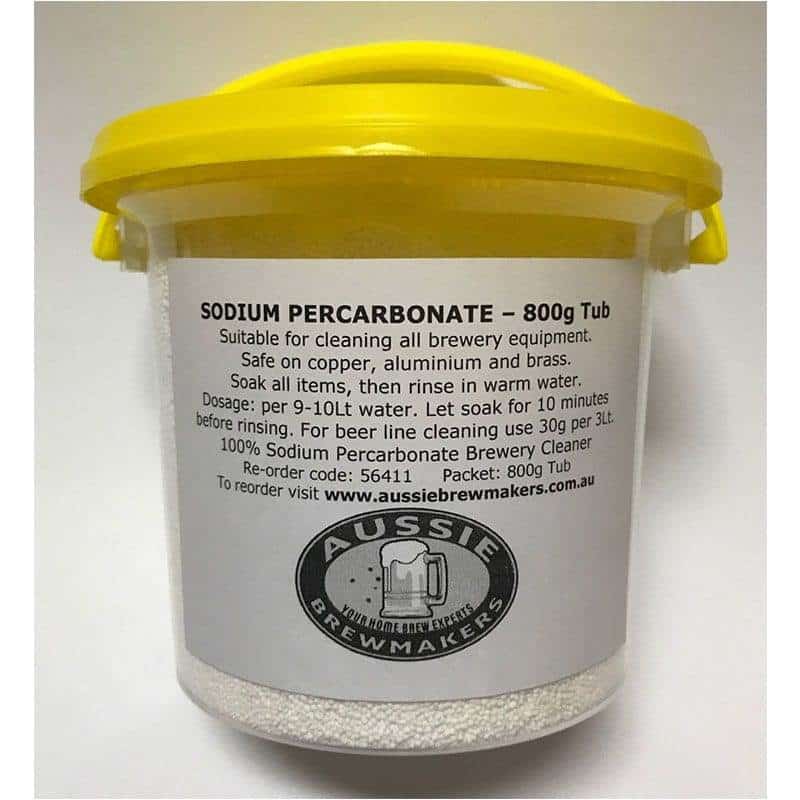 SODIUM PERCARBONATE – 800g Tub
Suitable for cleaning all brewery equipment.
Safe on copper, aluminium and brass.
Soak all items, then rinse in warm water.
Dosage: per 9-10Lt water. Let soak for 10 minutes
before rinsing. For beer line cleaning use 30g per 3Lt.
100% Sodium Percarbonate Brewery Cleaner
Re-order code: 56411 Packet: 800g Tub
To reorder visit www.aussiebrewmakers.com.au
AUSSIE
YOUR HOME BREW EXPERTS
BREWMAKERS